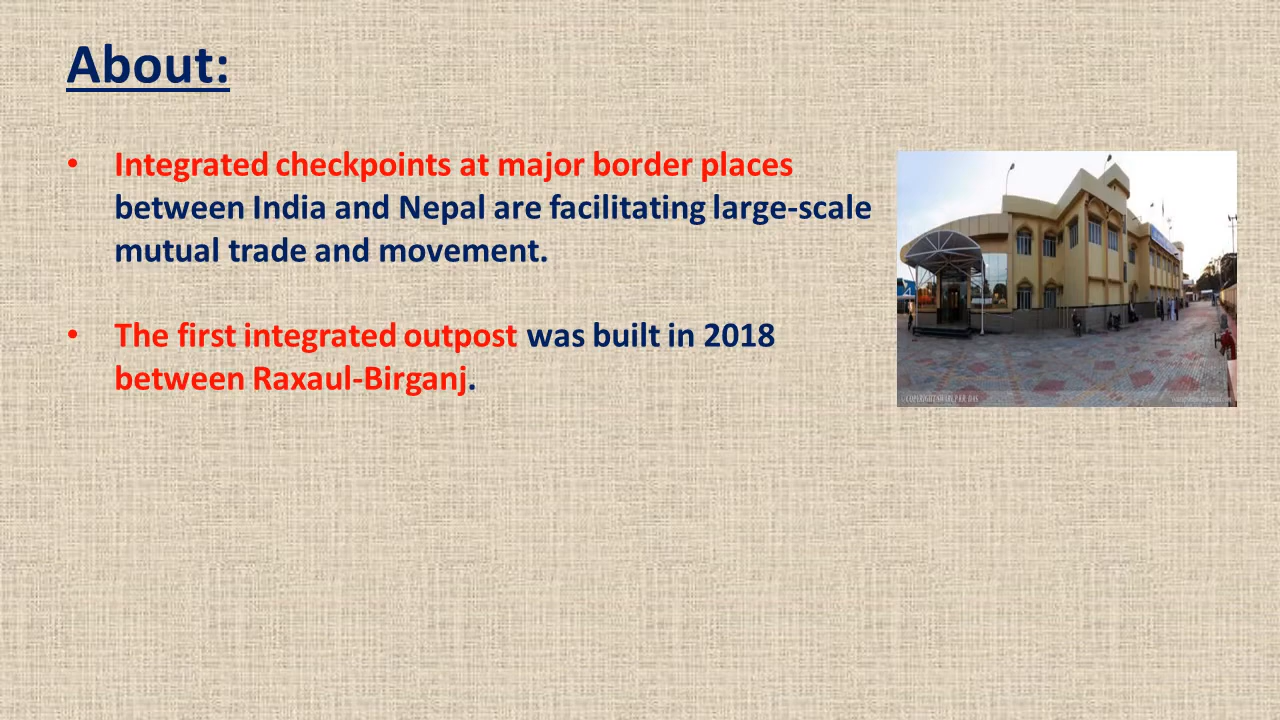 About:
• Integrated checkpoints at major border places
between India and Nepal are facilitating large-scale
mutual trade and movement.
• The first integrated outpost was built in 2018
between Raxaul-Birganj.